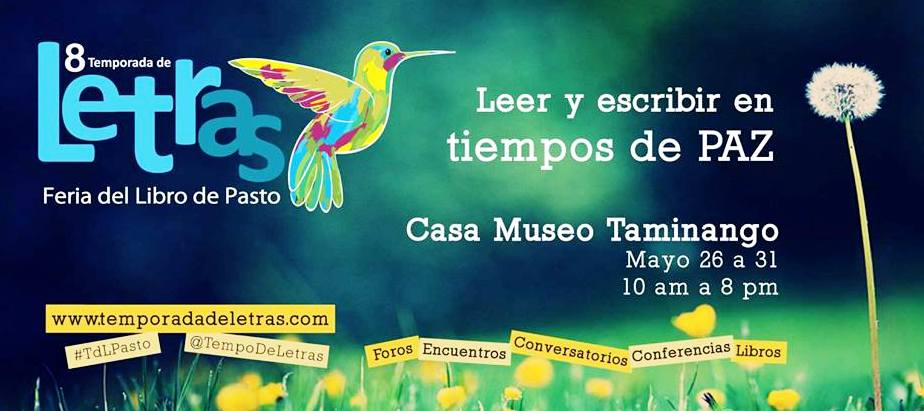 8 Temporada de
Letras
Feria del Libro de Pasto
Leer y escribir en
tiempos de PAZ
Casa Museo Taminango
Mayo 26 a 31
10 am a 8 pm
www.temporadadeletras.com
#TdLPasto @TempoDeLetras
Foros Encuentros Conversatorios Conferencias Libros